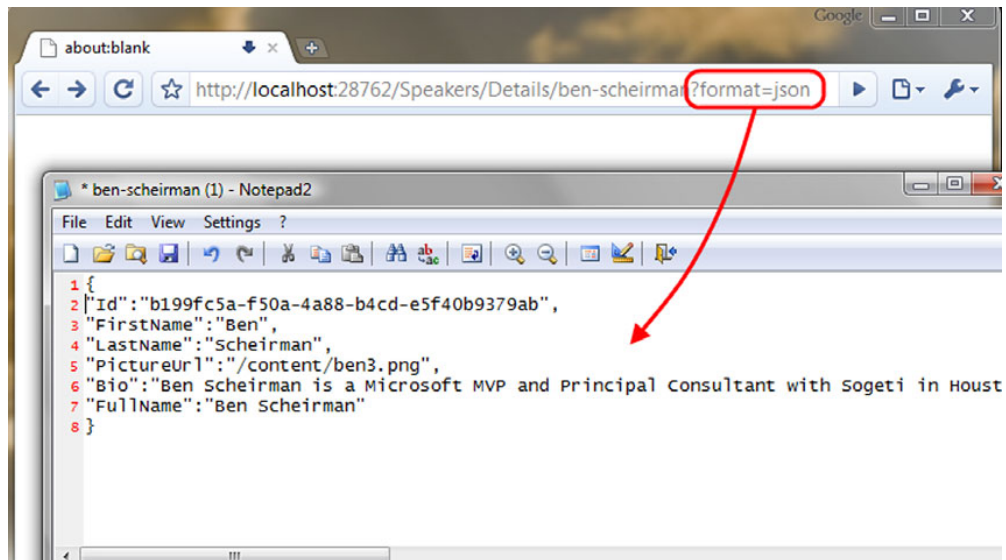 Google
about:blank
http://localhost:28762/Speakers/Details/ben-scheirman?format=json
* ben-scheirman (1) - Notepad2
File Edit View Settings ?
1 {
2 "Id":"b199fc5a-f50a-4a88-b4cd-e5f40b9379ab",
3 "FirstName":"Ben",
4 "LastName":"Scheirman",
5 "PictureUrl":"/content/ben3.png",
6 "Bio":"Ben Scheirman is a Microsoft MVP and Principal Consultant with Sogeti in Houst
7 "FullName":"Ben Scheirman"
8 }